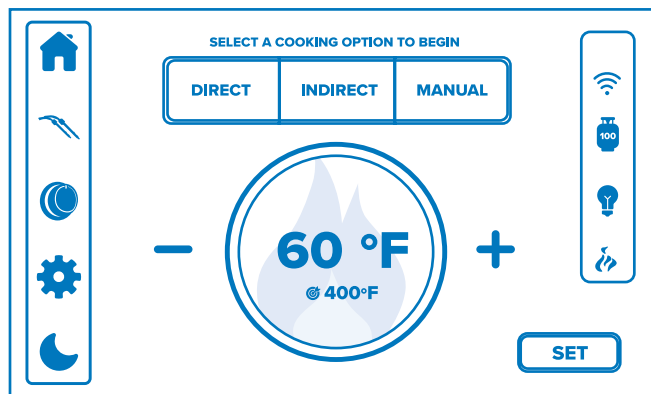 SELECT A COOKING OPTION TO BEGIN
DIRECT INDIRECT MANUAL
100
60 °F
400°F
SET